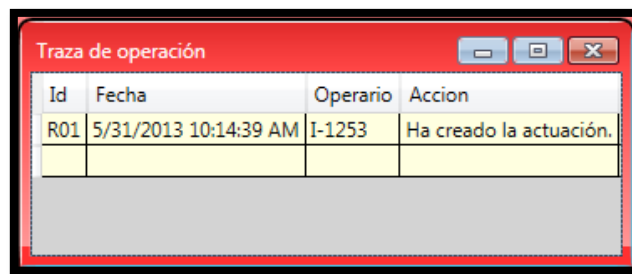 Traza de operación
Id Fecha Operario Accion
R01 5/31/2013 10:14:39 AM I-1253 Ha creado la actuación.